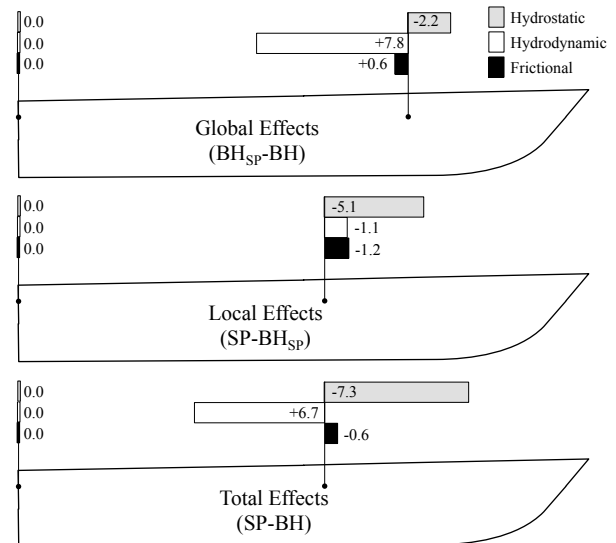 0.0 -2.2 Hydrostatic
0.0 +7.8 Hydrodynamic
0.0 +0.6 Frictional
Global Effects
(BHSP-BH)
0.0 -5.1
0.0 -1.1
0.0 -1.2
Local Effects
(SP-BHSP)
0.0 -7.3
0.0 +6.7
0.0 -0.6
Total Effects
(SP-BH)